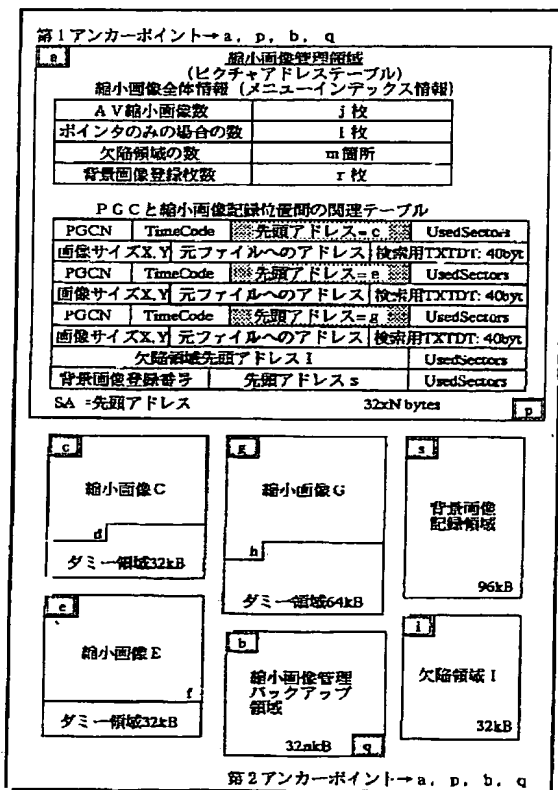 第1アンカーポイント→a, p, b, q
a
縮小画像管理領域
(ピクチャアドレステーブル)
縮小画像全体情報 (メニューインデックス情報)
AV縮小画像数 j枚
ポインタのみの場合の数 l枚
欠陥領域の数 m箇所
背景画像登録枚数 r枚
PGCと縮小画像記録位置間の関連テーブル
PGCN TimeCode 先頭アドレス=c UsedSectors
画像サイズX,Y 元ファイルへのアドレス 検索用TXTDT: 40byt
PGCN TimeCode 先頭アドレス=e UsedSectors
画像サイズX,Y 元ファイルへのアドレス 検索用TXTDT: 40byt
PGCN TimeCode 先頭アドレス=g UsedSectors
画像サイズX,Y 元ファイルへのアドレス 検索用TXTDT: 40byt
欠陥領域先頭アドレス I UsedSectors
背景画像登録番号 先頭アドレス s UsedSectors
SA =先頭アドレス 32xN bytes
p
c
縮小画像C
d
ダミー領域32kB
g
縮小画像G
h
ダミー領域64kB
s
背景画像
記録領域
96kB
e
縮小画像E
f
ダミー領域32kB
b
縮小画像管理
バックアップ
領域
32nkB
q
i
欠陥領域 I
32kB
第2アンカーポイント→a, p, b, q